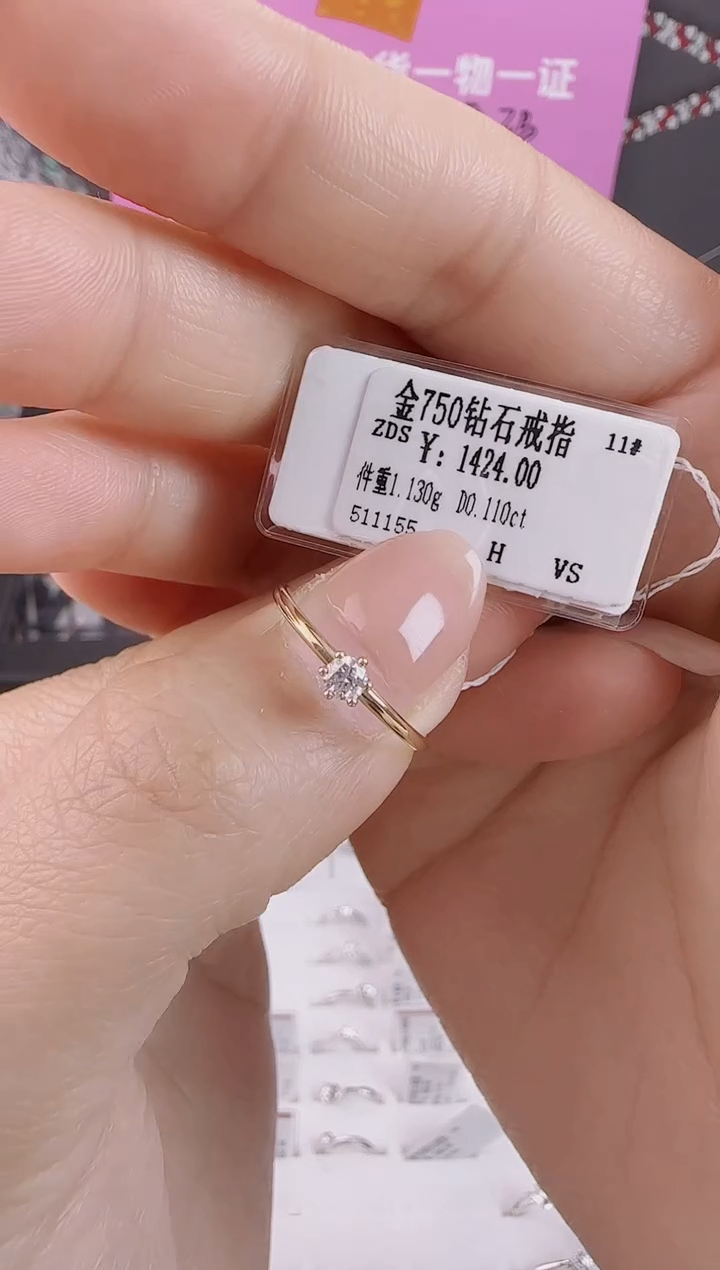 一物一证
金750钻石戒指 11#
ZDS ¥: 1424.00
件重1.130g D0.110ct
511155
H VS